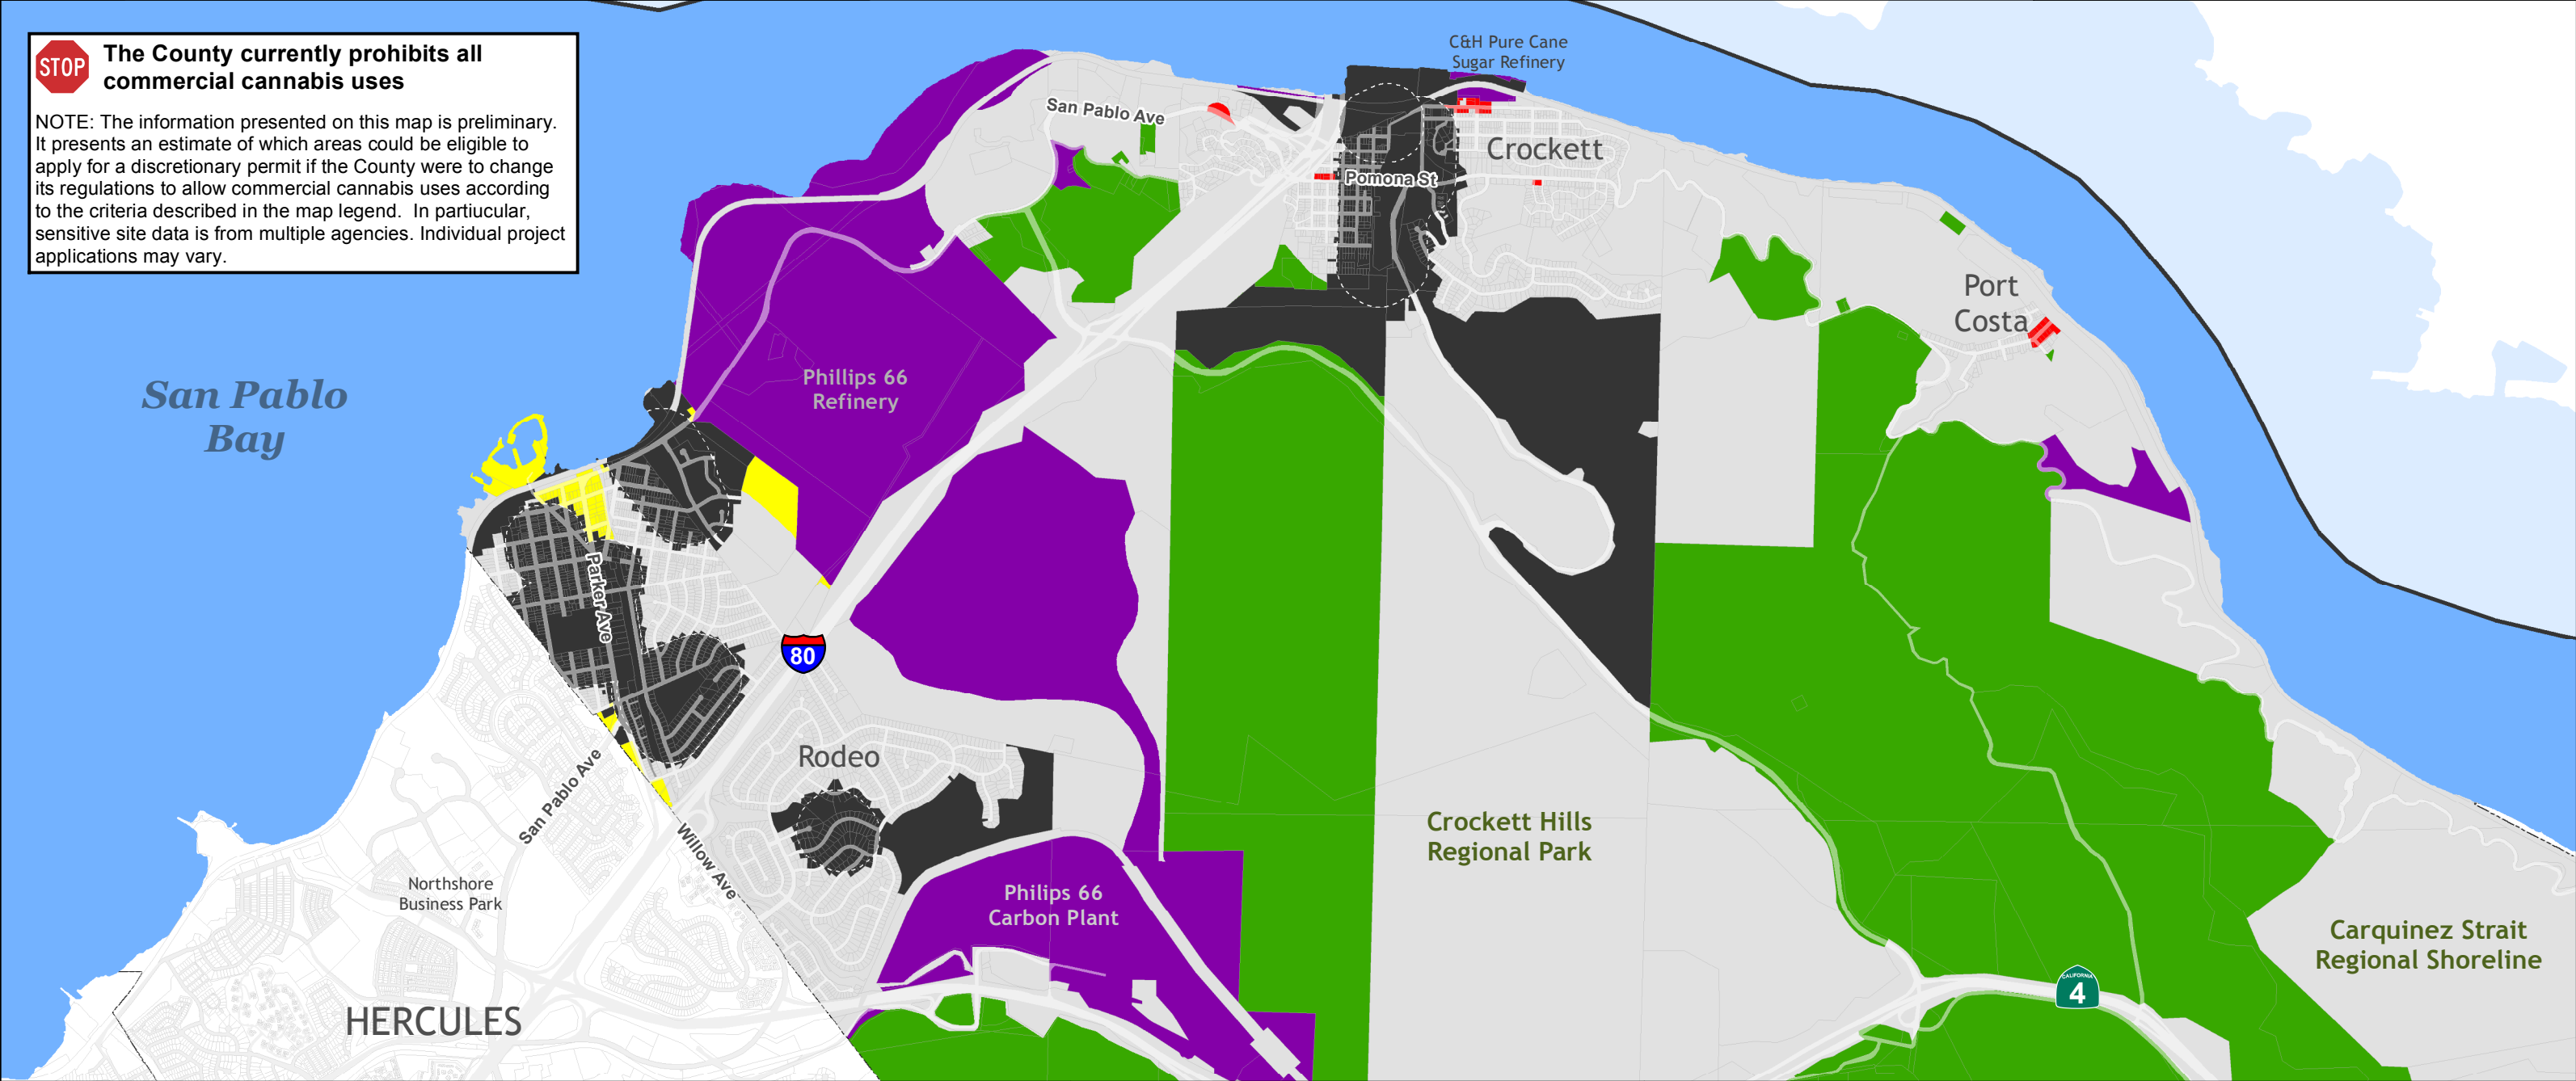 STOP
The County currently prohibits all
commercial cannabis uses
NOTE: The information presented on this map is preliminary.
It presents an estimate of which areas could be eligible to
apply for a discretionary permit if the County were to change
its regulations to allow commercial cannabis uses according
to the criteria described in the map legend. In partiucular,
sensitive site data is from multiple agencies. Individual project
applications may vary.
C&H Pure Cane
Sugar Refinery
San Pablo Ave
Crockett
Pomona St
Port
Costa
San Pablo
Bay
Phillips 66
Refinery
Parker Ave
80
Rodeo
San Pablo Ave
Willow Ave
Crockett Hills
Regional Park
Northshore
Business Park
Philips 66
Carbon Plant
Carquinez Strait
Regional Shoreline
CALIFORNIA
4
HERCULES